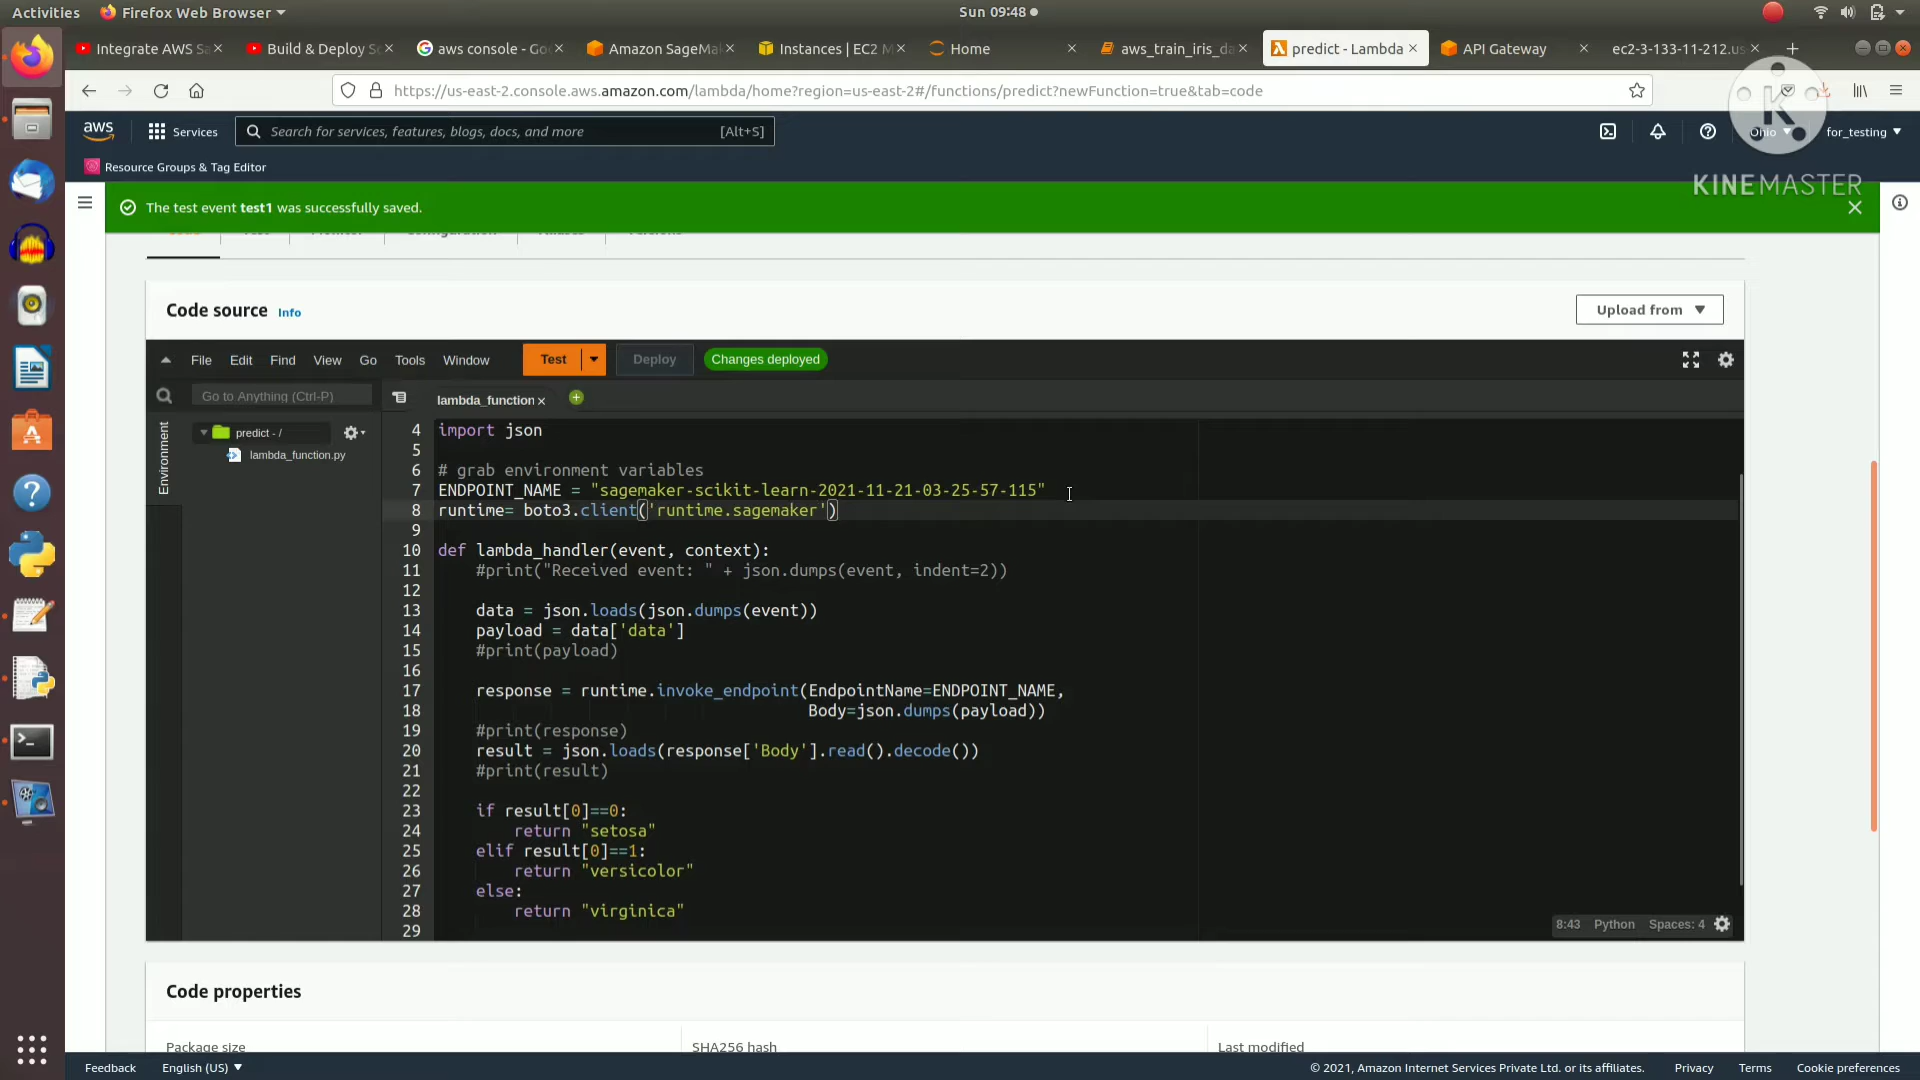 Activities
Firefox Web Browser
Sun 09:48
Integrate AWS Sa
Build & Deploy S
aws console - Go
Amazon SageMa
Instances | EC2 M
Home
aws_train_iris_da
predict - Lambda
API Gateway
ec2-3-133-11-212.us
https://us-east-2.console.aws.amazon.com/lambda/home?region=us-east-2#/functions/predict?newFunction=true&tab=code
aws
Services
Search for services, features, blogs, docs, and more
[Alt+S]
Ohio
for_testing
K
KINEMASTER
Resource Groups & Tag Editor
The test event test1 was successfully saved.
Code source
Info
Upload from
File
Edit
Find
View
Go
Tools
Window
Test
Deploy
Changes deployed
Go to Anything (Ctrl-P)
lambda_function
Environment
predict - /
lambda_function.py
4 import json
5
6 # grab environment variables
7 ENDPOINT_NAME = "sagemaker-scikit-learn-2021-11-21-03-25-57-115"
8 runtime= boto3.client('runtime.sagemaker')
9
10 def lambda_handler(event, context):
11 #print("Received event: " + json.dumps(event, indent=2))
12
13 data = json.loads(json.dumps(event))
14 payload = data['data']
15 #print(payload)
16
17 response = runtime.invoke_endpoint(EndpointName=ENDPOINT_NAME,
18 Body=json.dumps(payload))
19 #print(response)
20 result = json.loads(response['Body'].read().decode())
21 #print(result)
22
23 if result[0]==0:
24 return "setosa"
25 elif result[0]==1:
26 return "versicolor"
27 else:
28 return "virginica"
29
8:43
Python
Spaces: 4
Code properties
Package size
SHA256 hash
Last modified
Feedback
English (US)
© 2021, Amazon Internet Services Private Ltd. or its affiliates.
Privacy
Terms
Cookie preferences